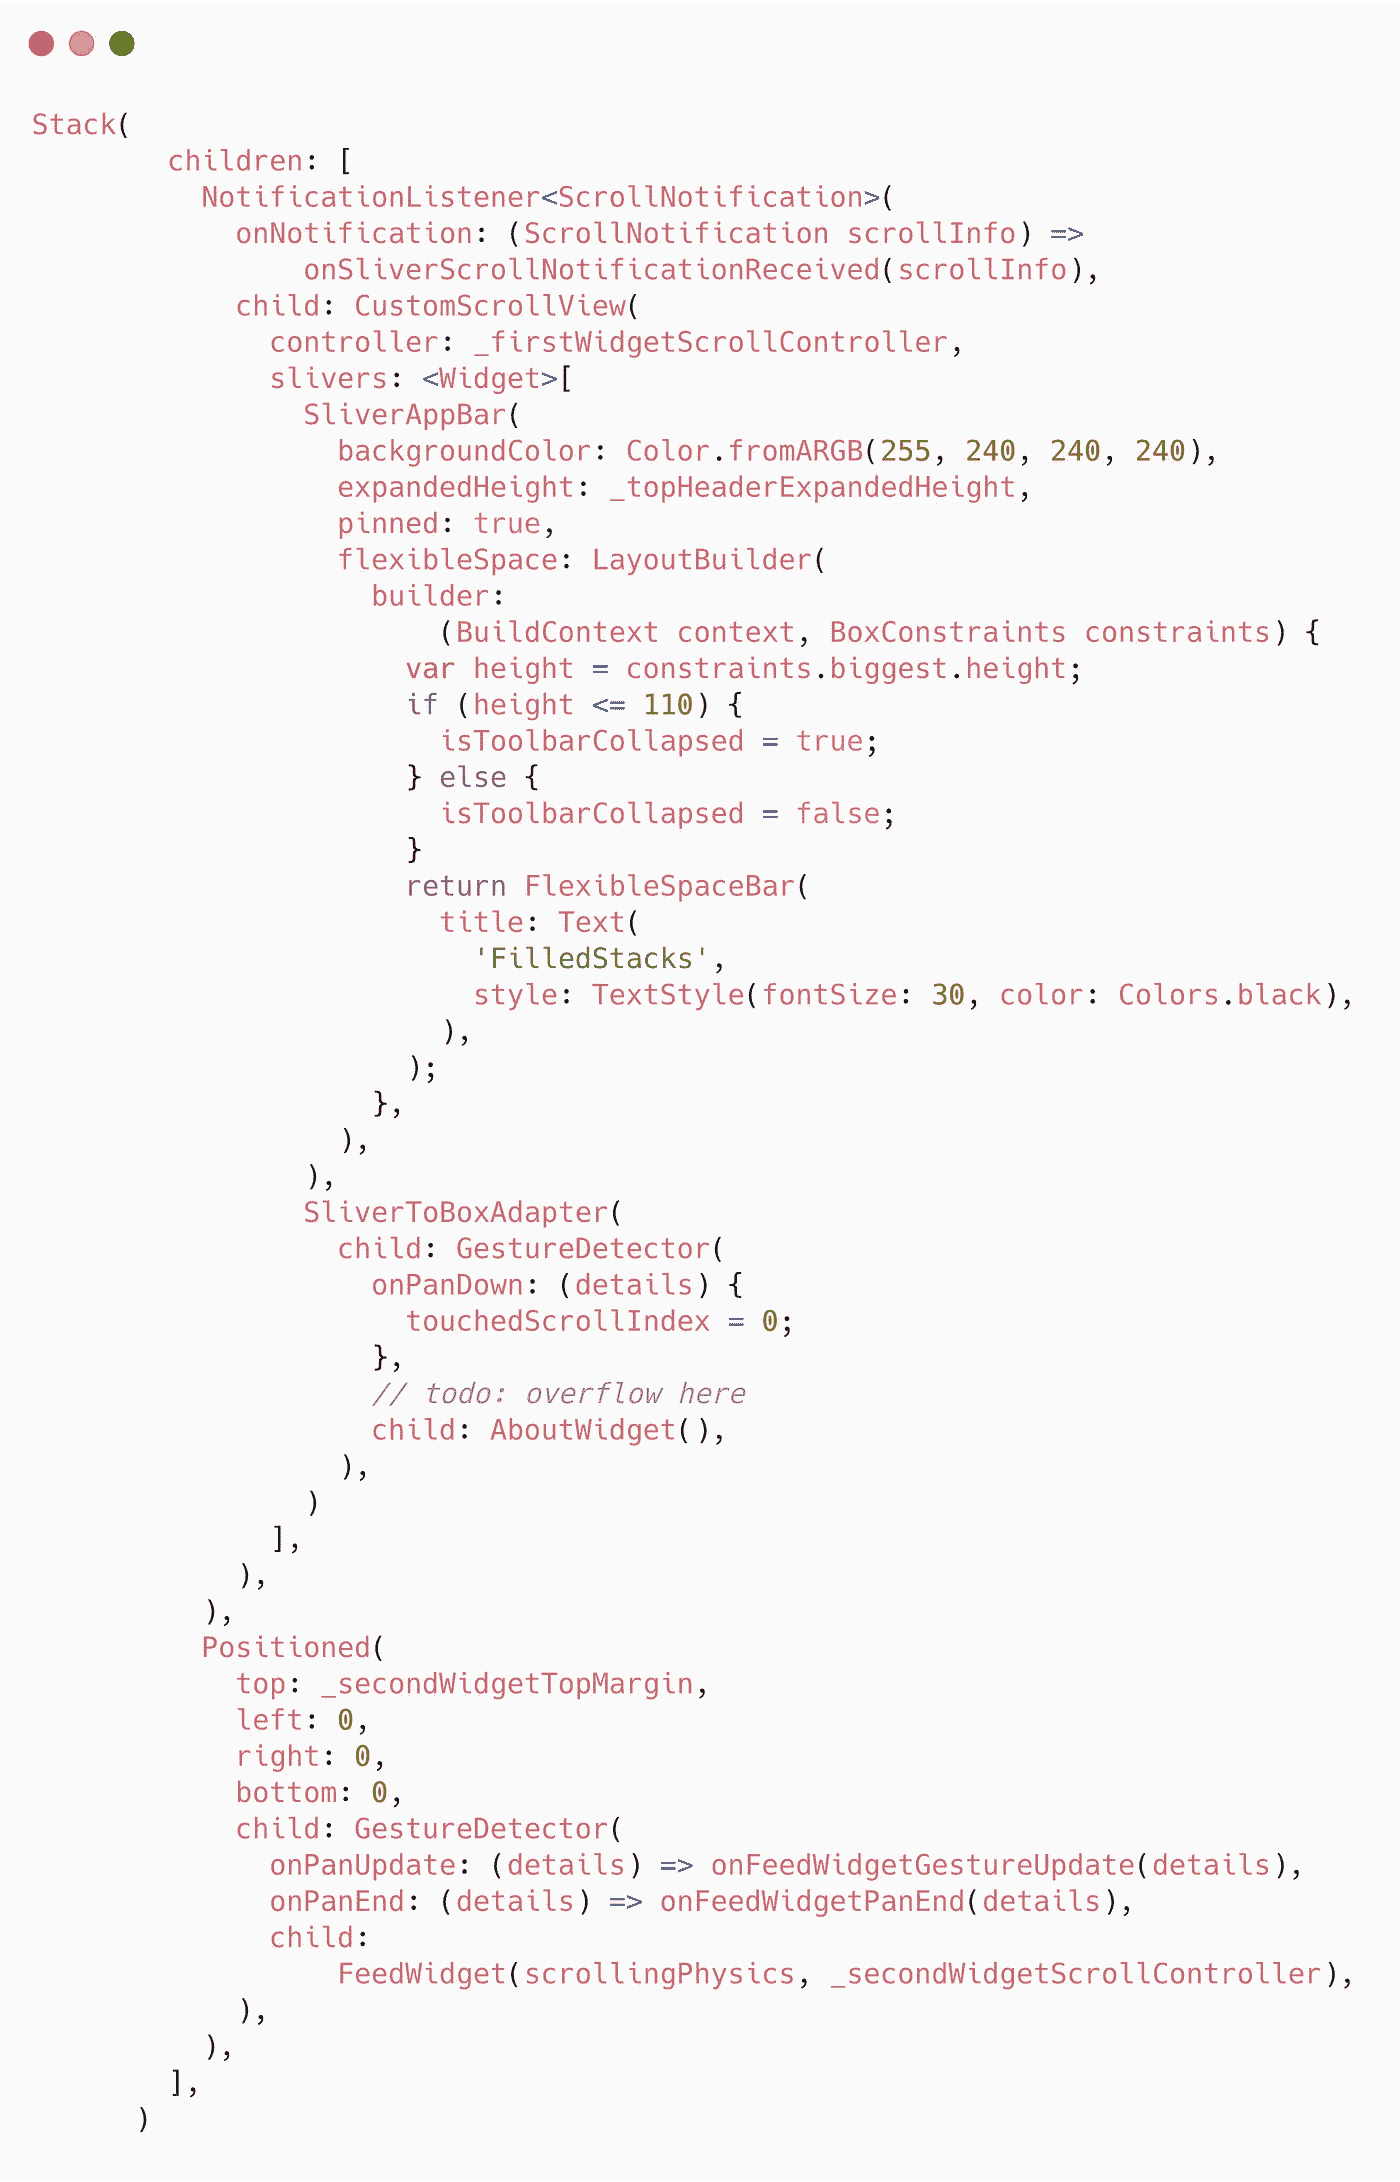 Stack(
        children: [
          NotificationListener<ScrollNotification>(
            onNotification: (ScrollNotification scrollInfo) =>
                onSliverScrollNotificationReceived(scrollInfo),
            child: CustomScrollView(
              controller: _firstWidgetScrollController,
              slivers: <Widget>[
                SliverAppBar(
                  backgroundColor: Color.fromARGB(255, 240, 240, 240),
                  expandedHeight: _topHeaderExpandedHeight,
                  pinned: true,
                  flexibleSpace: LayoutBuilder(
                    builder:
                        (BuildContext context, BoxConstraints constraints) {
                      var height = constraints.biggest.height;
                      if (height <= 110) {
                        isToolbarCollapsed = true;
                      } else {
                        isToolbarCollapsed = false;
                      }
                      return FlexibleSpaceBar(
                        title: Text(
                          'FilledStacks',
                          style: TextStyle(fontSize: 30, color: Colors.black),
                        ),
                      );
                    },
                  ),
                ),
                SliverToBoxAdapter(
                  child: GestureDetector(
                    onPanDown: (details) {
                      touchedScrollIndex = 0;
                    },
                    // todo: overflow here
                    child: AboutWidget(),
                  ),
                )
              ],
            ),
          ),
          Positioned(
            top: _secondWidgetTopMargin,
            left: 0,
            right: 0,
            bottom: 0,
            child: GestureDetector(
              onPanUpdate: (details) => onFeedWidgetGestureUpdate(details),
              onPanEnd: (details) => onFeedWidgetPanEnd(details),
              child:
                  FeedWidget(scrollingPhysics, _secondWidgetScrollController),
            ),
          ),
        ],
      )